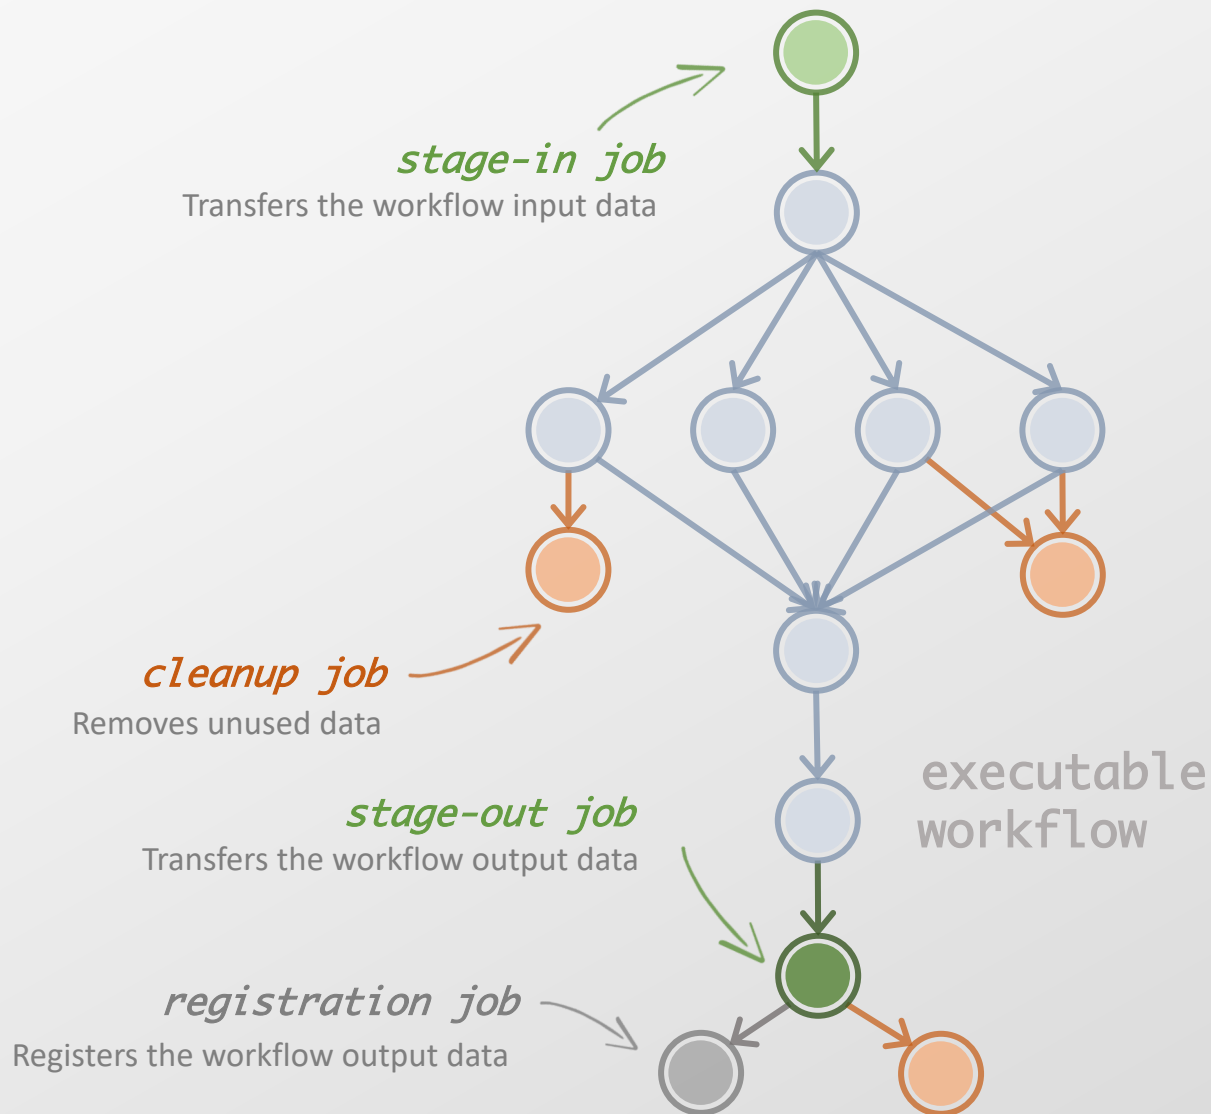 stage-in job
Transfers the workflow input data
cleanup job
Removes unused data
executable
workflow
stage-out job
Transfers the workflow output data
registration job
Registers the workflow output data